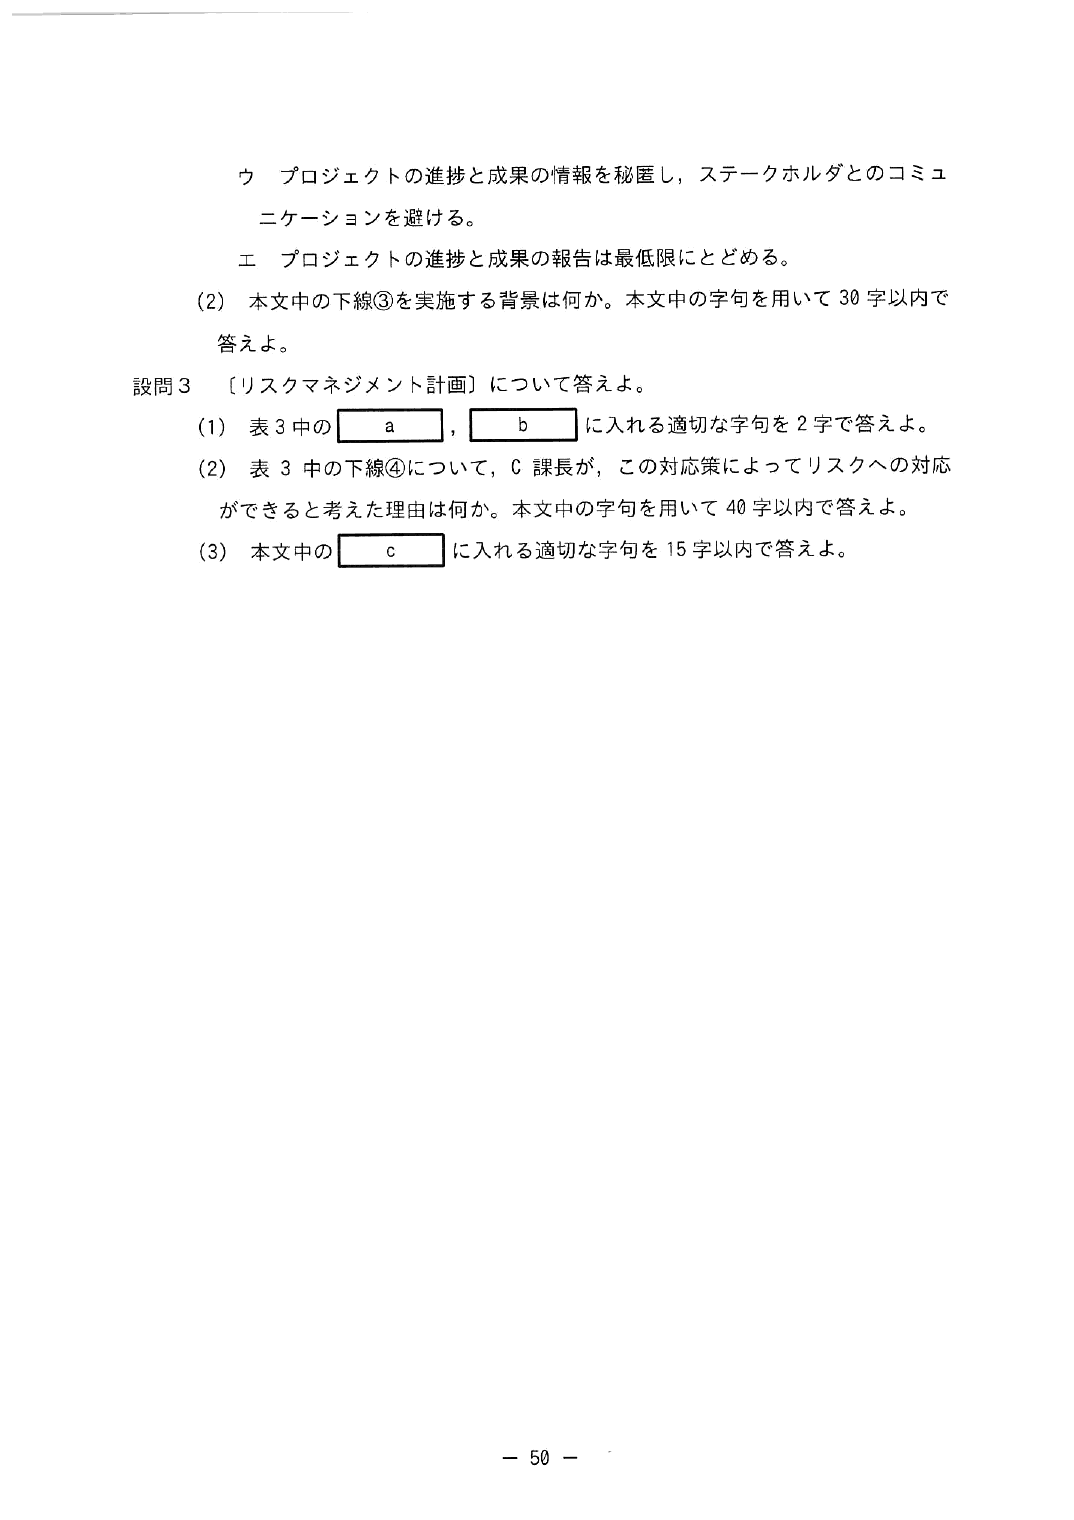 ウ　プロジェクトの進捗と成果の情報を秘匿し，ステークホルダとのコミュ
ニケーションを避ける。
エ　プロジェクトの進捗と成果の報告は最低限にとどめる。
(2)　本文中の下線③を実施する背景は何か。本文中の字句を用いて 30 字以内で
答えよ。
設問３　〔リスクマネジメント計画〕について答えよ。
(1)　表３中の a ， b に入れる適切な字句を２字で答えよ。
(2)　表 3 中の下線④について，C 課長が，この対応策によってリスクへの対応
ができると考えた理由は何か。本文中の字句を用いて 40 字以内で答えよ。
(3)　本文中の c に入れる適切な字句を 15 字以内で答えよ。
― 50 ―